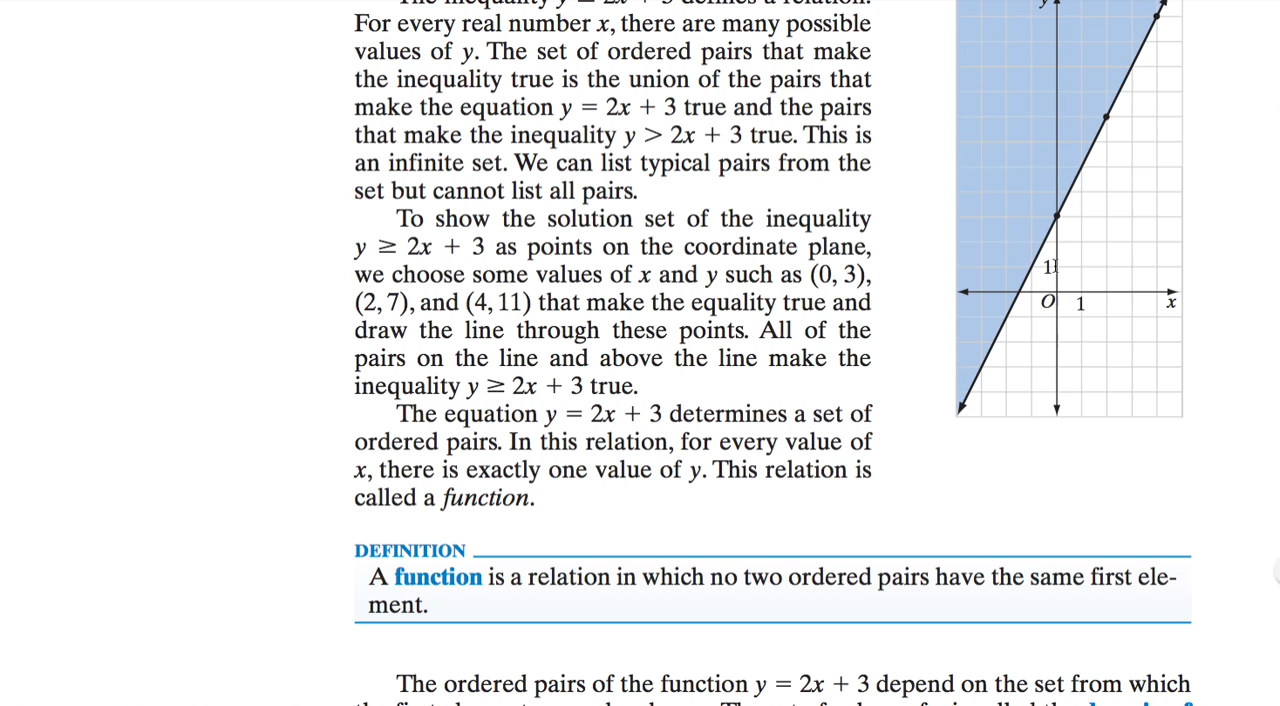 For every real number x, there are many possible
values of y. The set of ordered pairs that make
the inequality true is the union of the pairs that
make the equation y = 2x + 3 true and the pairs
that make the inequality y > 2x + 3 true. This is
an infinite set. We can list typical pairs from the
set but cannot list all pairs.
To show the solution set of the inequality
y ≥ 2x + 3 as points on the coordinate plane,
we choose some values of x and y such as (0, 3),
(2, 7), and (4, 11) that make the equality true and
draw the line through these points. All of the
pairs on the line and above the line make the
inequality y ≥ 2x + 3 true.
The equation y = 2x + 3 determines a set of
ordered pairs. In this relation, for every value of
x, there is exactly one value of y. This relation is
called a function.
y
1
O 1 x
DEFINITION
A function is a relation in which no two ordered pairs have the same first ele-
ment.
The ordered pairs of the function y = 2x + 3 depend on the set from which